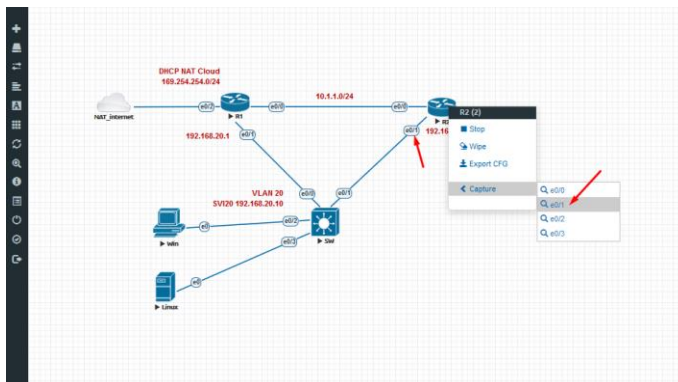 DHCP NAT Cloud
169.254.254.0/24
NAT_internet
e0/2
R1
e0/0
10.1.1.0/24
e0/0
R2 (2)
192.168.20.1
e0/1
e0/1
192.16
Stop
Wipe
Export CFG
Capture
e0/0
e0/1
e0/2
e0/3
VLAN 20
SVI20 192.168.20.10
e0/0
e0/1
Win
e0
e0/2
e0/3
SW
e0
Linux